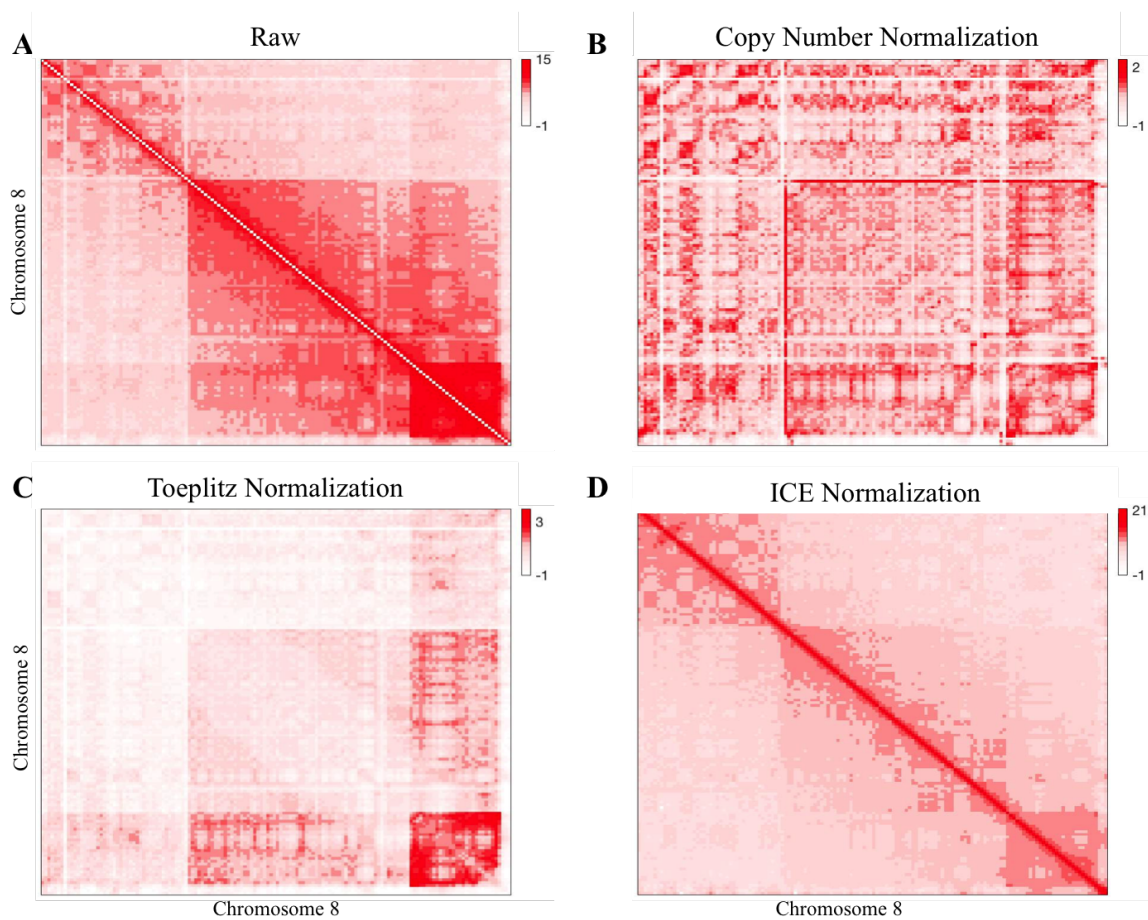 A Raw
15
-1
Chromosome 8
B Copy Number Normalization
2
-1
C Toeplitz Normalization
3
-1
Chromosome 8
Chromosome 8
D ICE Normalization
21
-1
Chromosome 8